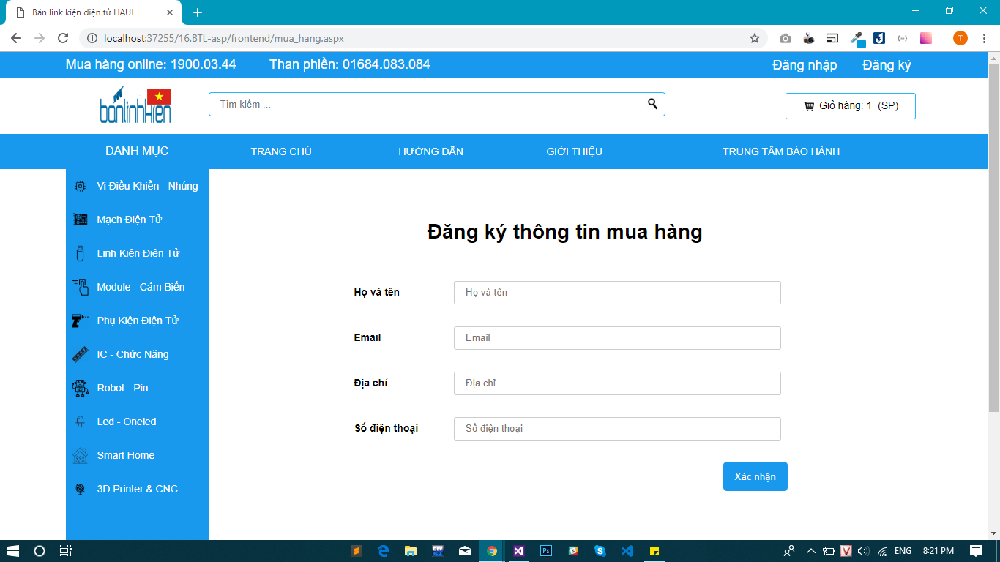 Bán link kiện điện tử HAUI
localhost:37255/16.BTL-asp/frontend/mua_hang.aspx
Mua hàng online: 1900.03.44
Than phiền: 01684.083.084
Đăng nhập
Đăng ký
banlinhkien
Tìm kiếm ...
Giỏ hàng: 1 (SP)
DANH MỤC
TRANG CHỦ
HƯỚNG DẪN
GIỚI THIỆU
TRUNG TÂM BẢO HÀNH
Vi Điều Khiển - Nhúng
Mạch Điện Tử
Linh Kiện Điện Tử
Module - Cảm Biến
Phụ Kiện Điện Tử
IC - Chức Năng
Robot - Pin
Led - Oneled
Smart Home
3D Printer & CNC
Đăng ký thông tin mua hàng
Họ và tên
Họ và tên
Email
Email
Địa chỉ
Địa chỉ
Số điện thoại
Số điện thoại
Xác nhận
ENG
8:21 PM